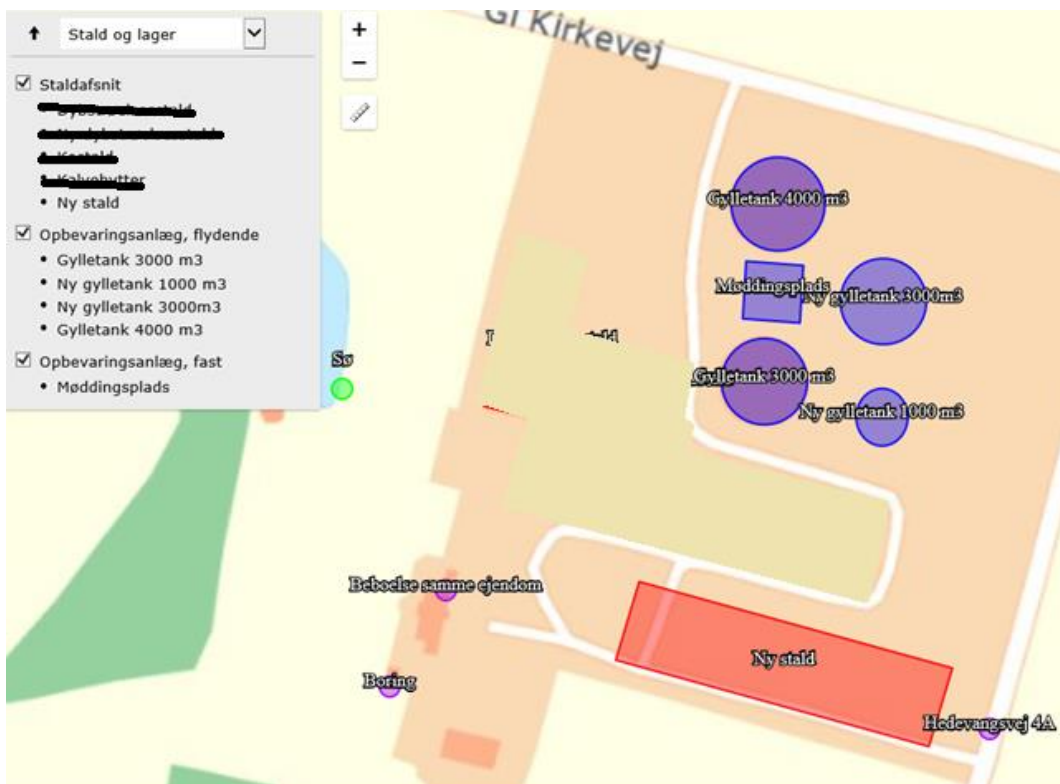 Stald og lager
Staldafsnit
Ny stald
Opbevaringsanlæg, flydende
Gylletank 3000 m3
Ny gylletank 1000 m3
Ny gylletank 3000m3
Gylletank 4000 m3
Opbevaringsanlæg, fast
Møddingsplads
+
−
Gl Kirkevej
Gylletank 4000 m3
Møddingsplads
Ny gylletank 3000m3
Sø
Gylletank 3000 m3
Ny gylletank 1000 m3
Beboelse samme ejendom
Ny stald
Boring
Hedevangsvej 4A